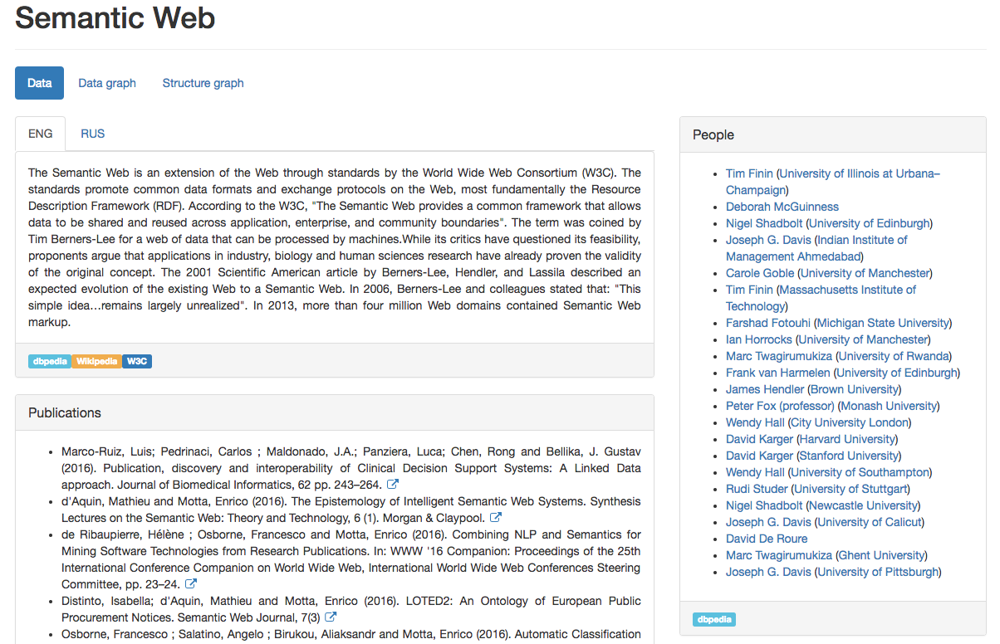 Semantic Web
Data
Data graph
Structure graph
ENG
RUS
The Semantic Web is an extension of the Web through standards by the World Wide Web Consortium (W3C). The
standards promote common data formats and exchange protocols on the Web, most fundamentally the Resource
Description Framework (RDF). According to the W3C, "The Semantic Web provides a common framework that allows
data to be shared and reused across application, enterprise, and community boundaries". The term was coined by
Tim Berners-Lee for a web of data that can be processed by machines.While its critics have questioned its feasibility,
proponents argue that applications in industry, biology and human sciences research have already proven the validity
of the original concept. The 2001 Scientific American article by Berners-Lee, Hendler, and Lassila described an
expected evolution of the existing Web to a Semantic Web. In 2006, Berners-Lee and colleagues stated that: "This
simple idea…remains largely unrealized". In 2013, more than four million Web domains contained Semantic Web
markup.
dbpedia
Wikipedia
W3C
Publications
• Marco-Ruiz, Luis; Pedrinaci, Carlos ; Maldonado, J.A.; Panziera, Luca; Chen, Rong and Bellika, J. Gustav
(2016). Publication, discovery and interoperability of Clinical Decision Support Systems: A Linked Data
approach. Journal of Biomedical Informatics, 62 pp. 243–264.
• d'Aquin, Mathieu and Motta, Enrico (2016). The Epistemology of Intelligent Semantic Web Systems. Synthesis
Lectures on the Semantic Web: Theory and Technology, 6 (1). Morgan & Claypool.
• de Ribaupierre, Hélène ; Osborne, Francesco and Motta, Enrico (2016). Combining NLP and Semantics for
Mining Software Technologies from Research Publications. In: WWW '16 Companion: Proceedings of the 25th
International Conference Companion on World Wide Web, International World Wide Web Conferences Steering
Committee, pp. 23–24.
• Distinto, Isabella; d'Aquin, Mathieu and Motta, Enrico (2016). LOTED2: An Ontology of European Public
Procurement Notices. Semantic Web Journal, 7(3)
• Osborne, Francesco ; Salatino, Angelo ; Birukou, Aliaksandr and Motta, Enrico (2016). Automatic Classification
People
• Tim Finin (University of Illinois at Urbana–
Champaign)
• Deborah McGuinness
• Nigel Shadbolt (University of Edinburgh)
• Joseph G. Davis (Indian Institute of
Management Ahmedabad)
• Carole Goble (University of Manchester)
• Tim Finin (Massachusetts Institute of
Technology)
• Farshad Fotouhi (Michigan State University)
• Ian Horrocks (University of Manchester)
• Marc Twagirumukiza (University of Rwanda)
• Frank van Harmelen (University of Edinburgh)
• James Hendler (Brown University)
• Peter Fox (professor) (Monash University)
• Wendy Hall (City University London)
• David Karger (Harvard University)
• David Karger (Stanford University)
• Wendy Hall (University of Southampton)
• Rudi Studer (University of Stuttgart)
• Nigel Shadbolt (Newcastle University)
• Joseph G. Davis (University of Calicut)
• David De Roure
• Marc Twagirumukiza (Ghent University)
• Joseph G. Davis (University of Pittsburgh)
dbpedia